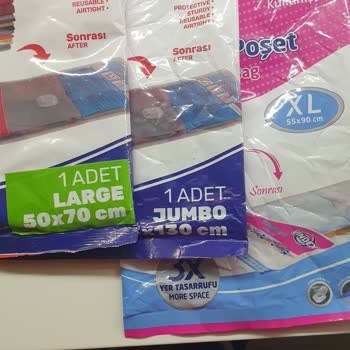 REUSABLE •
AIRTIGHT •
Sonrası
AFTER
1 ADET
LARGE
50x70 cm
PROTECTIVE •
STURDY •
REUSABLE •
AIRTIGHT •
Sonrası
AFTER
1 ADET
JUMBO
130 cm
Poşet
XL
55x90 cm
Sonrası
3X
YER TASARRUFU
MORE SPACE